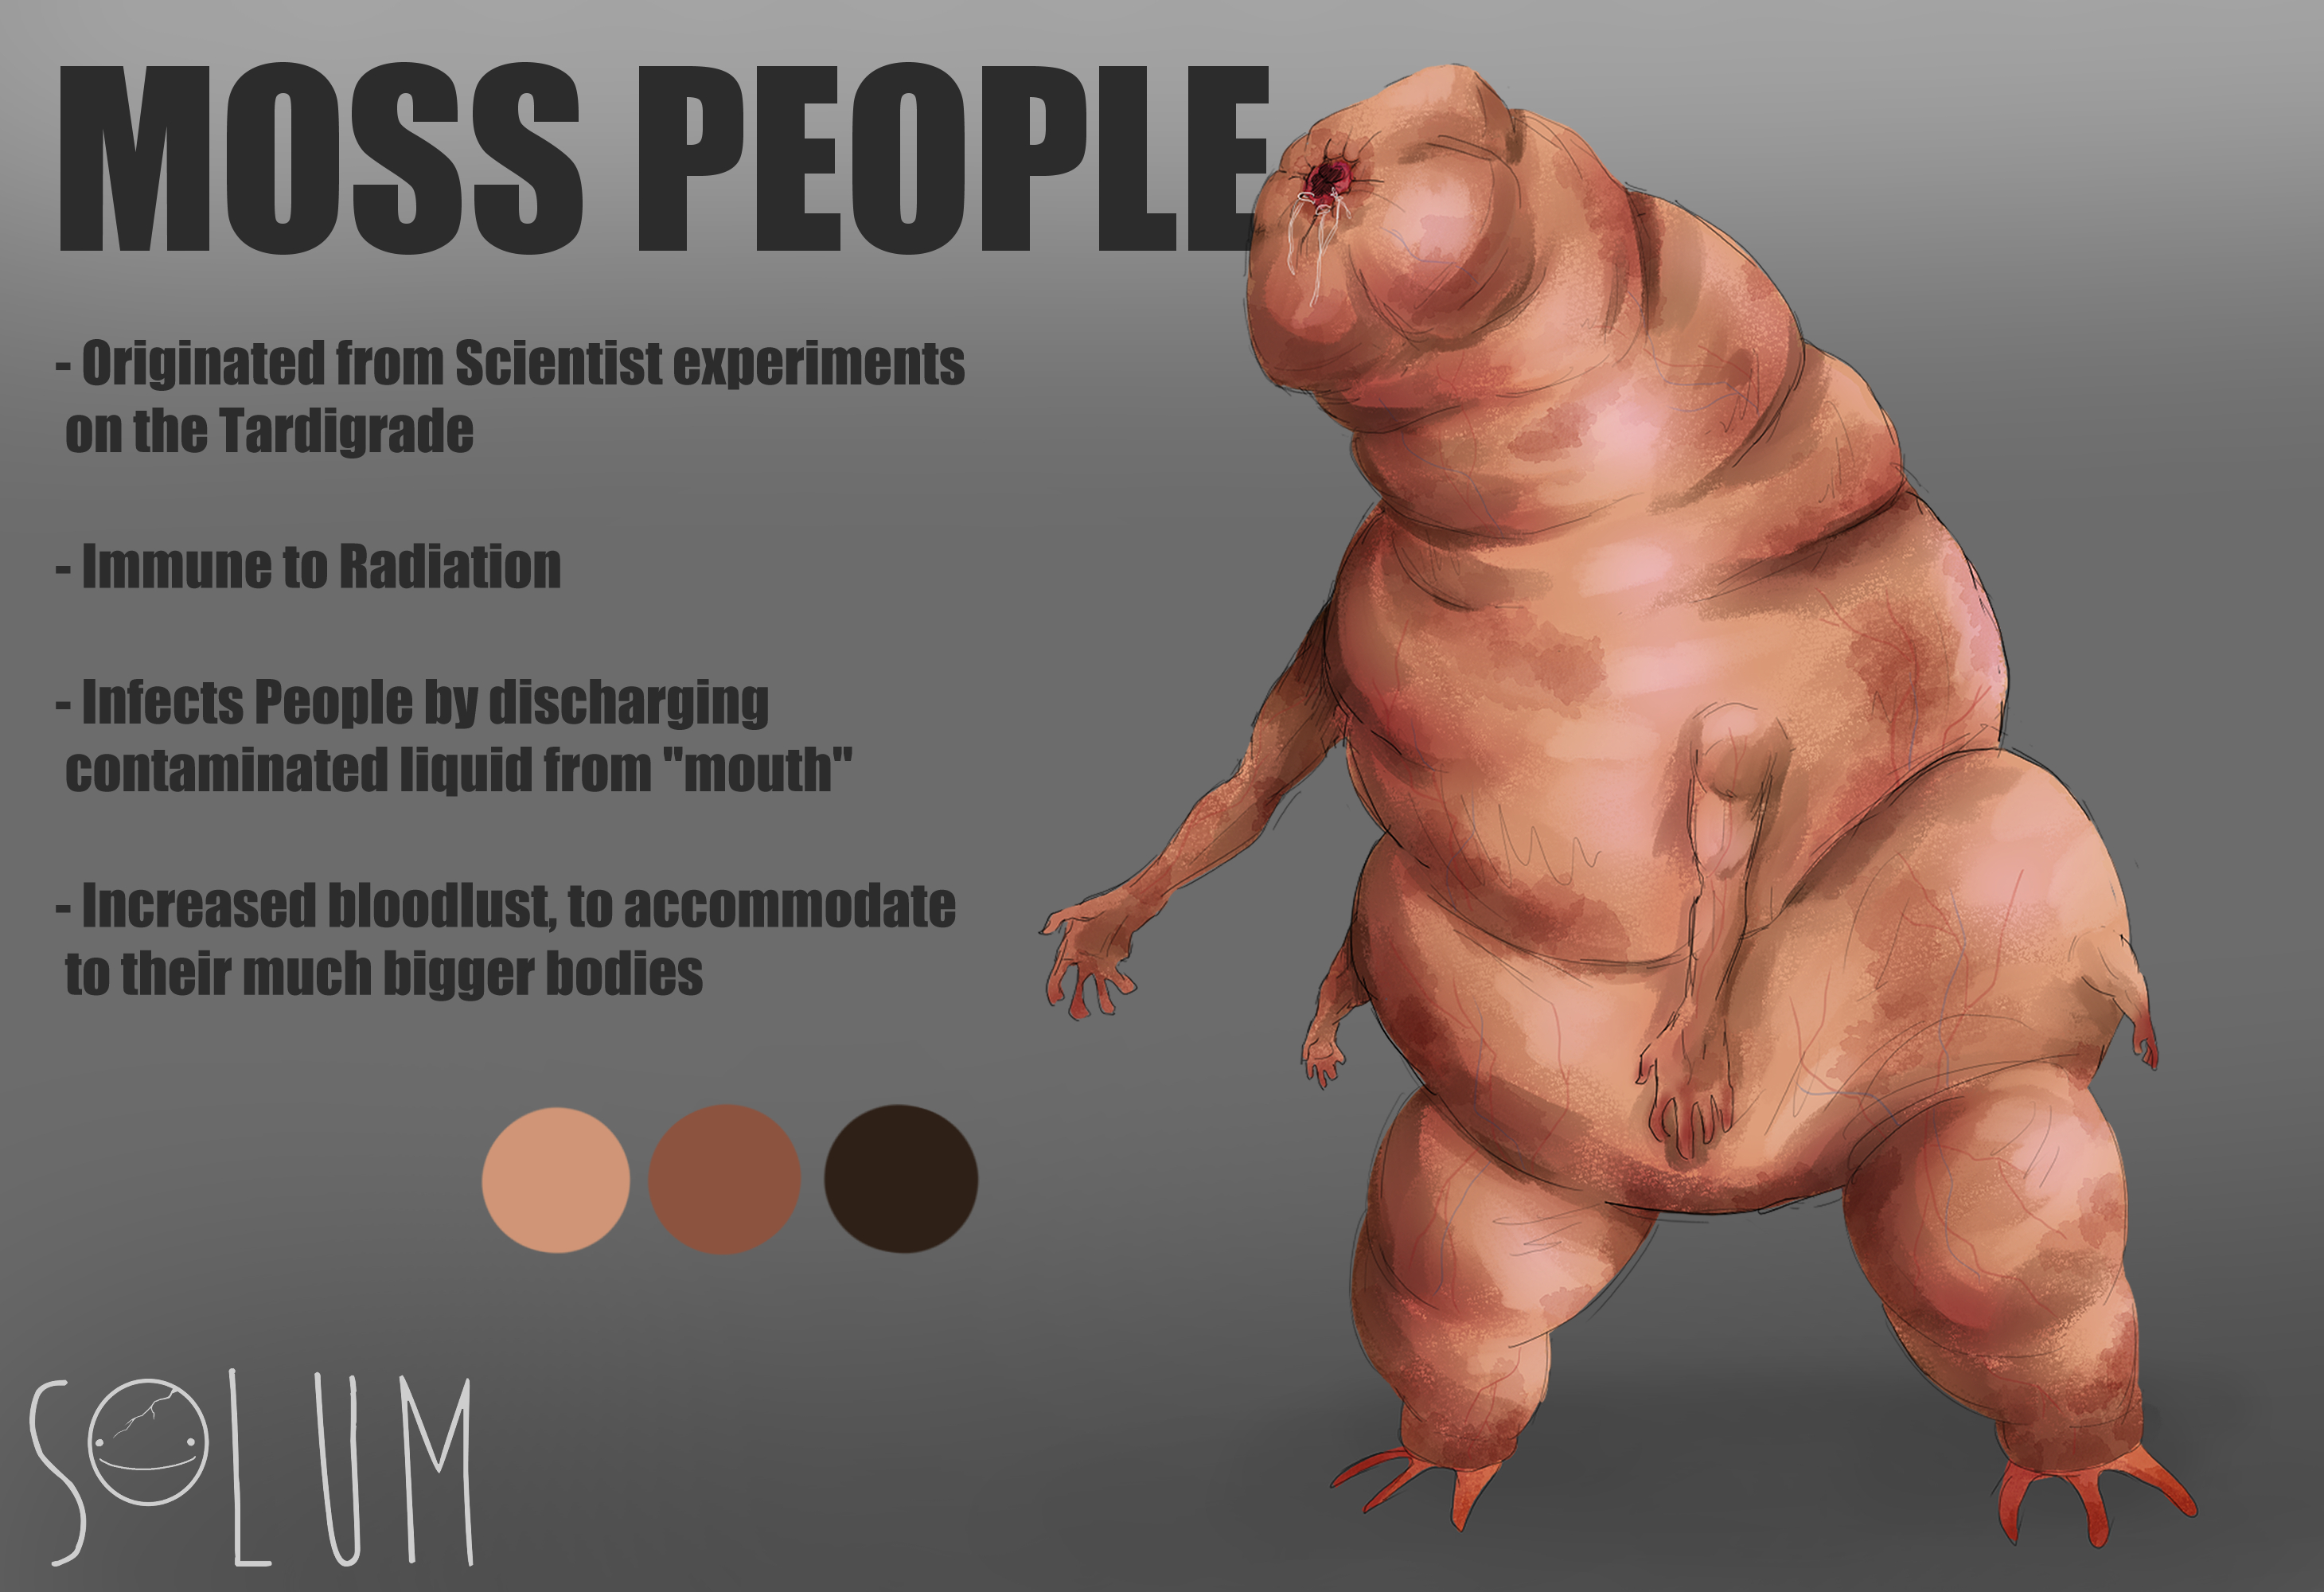 MOSS PEOPLE
- Originated from Scientist experiments
on the Tardigrade
- Immune to Radiation
- Infects People by discharging
contaminated liquid from "mouth"
- Increased bloodlust, to accommodate
to their much bigger bodies
SOLUM